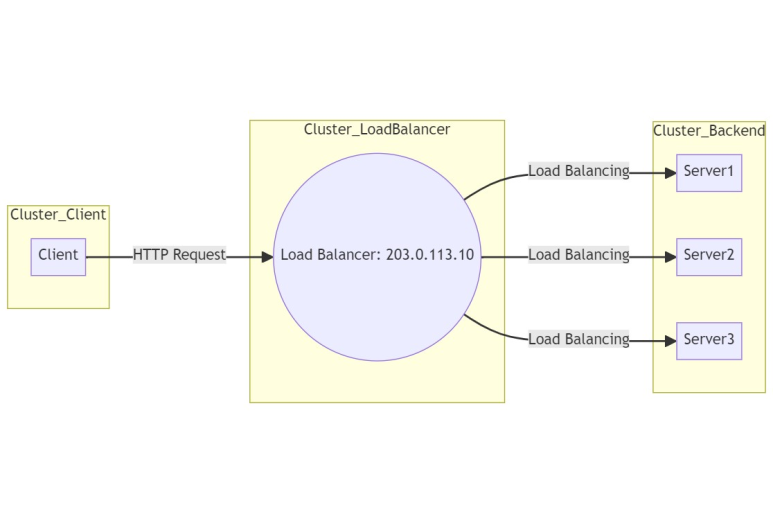 Cluster_Client
Client
HTTP Request
Cluster_LoadBalancer
Load Balancer: 203.0.113.10
Load Balancing
Load Balancing
Load Balancing
Cluster_Backend
Server1
Server2
Server3